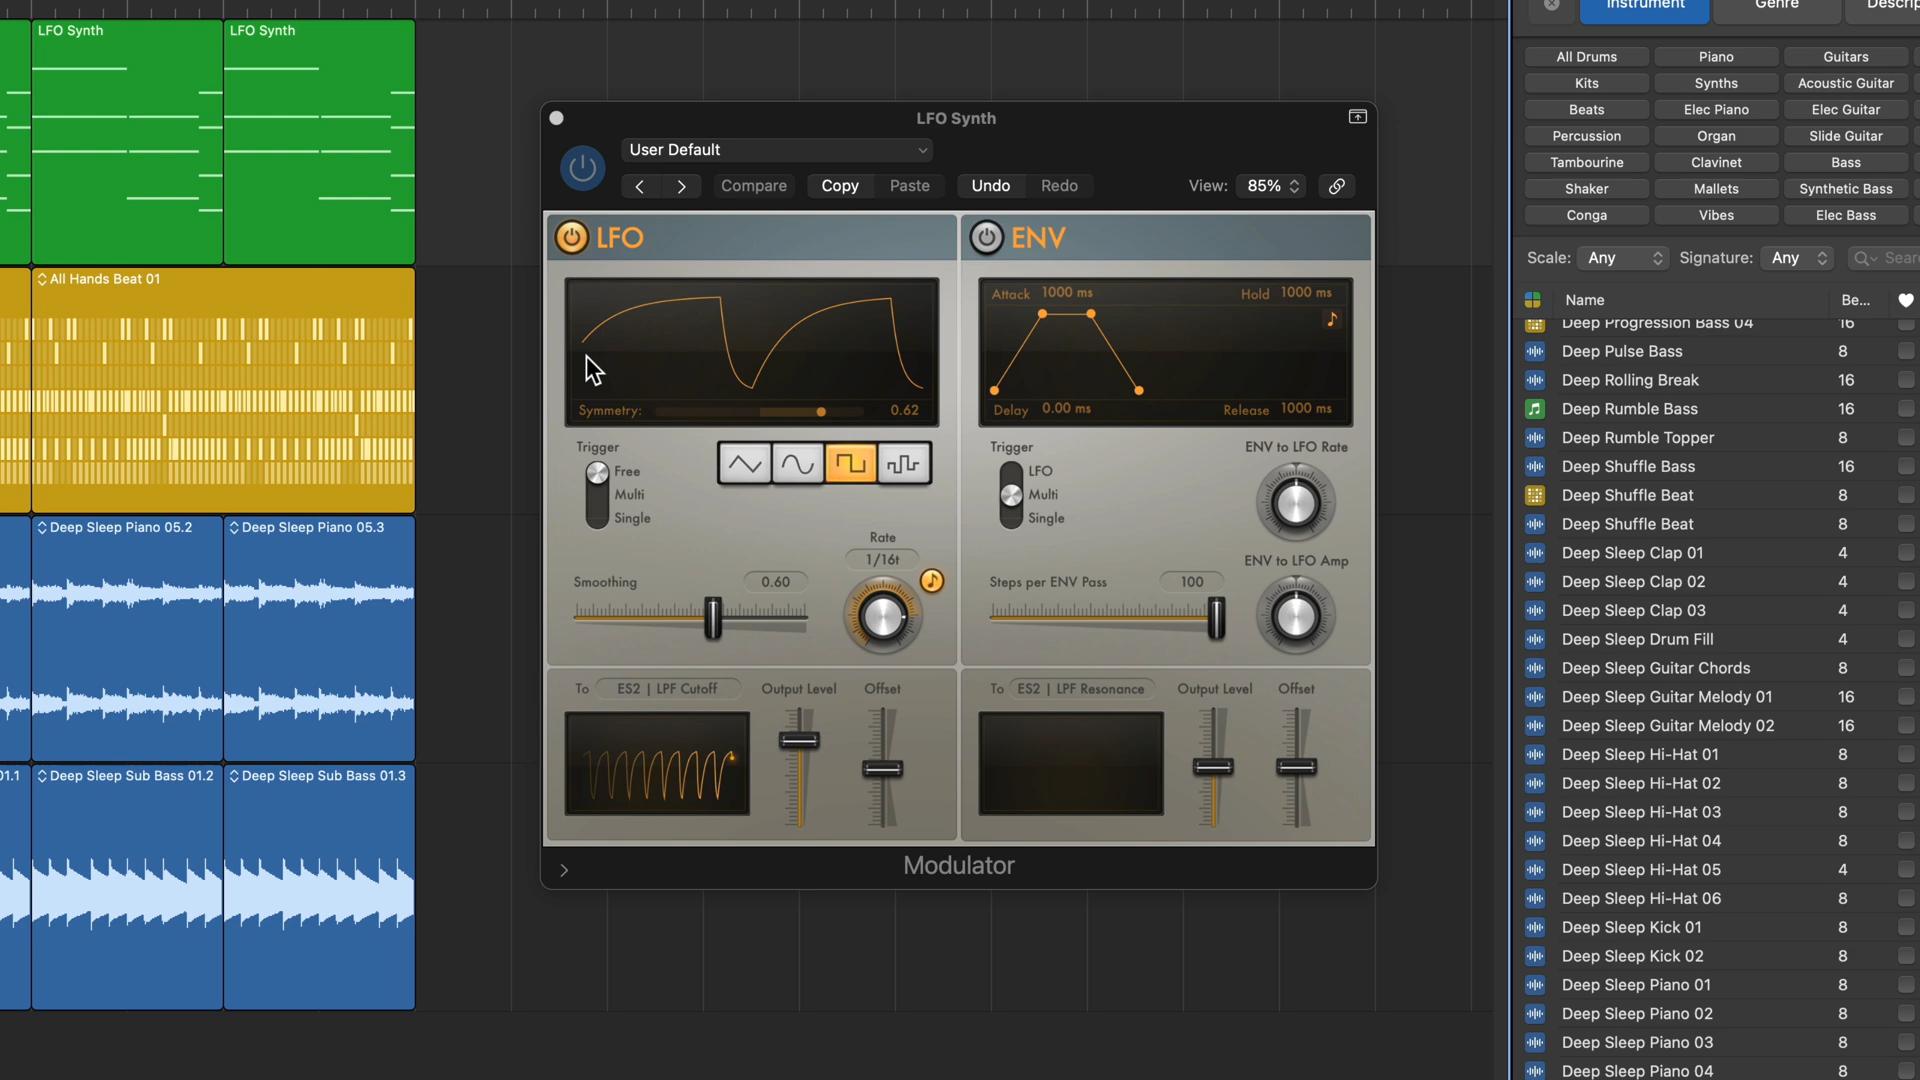 LFO Synth
LFO Synth
All Hands Beat 01
Deep Sleep Piano 05.2
Deep Sleep Piano 05.3
01.1
Deep Sleep Sub Bass 01.2
Deep Sleep Sub Bass 01.3
LFO Synth
User Default
Compare
Copy
Paste
Undo
Redo
View:
85%
LFO
ENV
Symmetry:
0.62
Attack 1000 ms
Hold 1000 ms
Delay 0.00 ms
Release 1000 ms
Trigger
Free
Multi
Single
Rate
1/16t
Smoothing
0.60
Trigger
LFO
Multi
Single
ENV to LFO Rate
ENV to LFO Amp
Steps per ENV Pass
100
To ES2 | LPF Cutoff
Output Level
Offset
To ES2 | LPF Resonance
Output Level
Offset
Modulator
Instrument
Genre
Descrip
All Drums
Piano
Guitars
Kits
Synths
Acoustic Guitar
Beats
Elec Piano
Elec Guitar
Percussion
Organ
Slide Guitar
Tambourine
Clavinet
Bass
Shaker
Mallets
Synthetic Bass
Conga
Vibes
Elec Bass
Scale: Any
Signature: Any
Sear
Name
Be...
Deep Progression Bass 04 16
Deep Pulse Bass 8
Deep Rolling Break 16
Deep Rumble Bass 16
Deep Rumble Topper 8
Deep Shuffle Bass 16
Deep Shuffle Beat 8
Deep Shuffle Beat 8
Deep Sleep Clap 01 4
Deep Sleep Clap 02 4
Deep Sleep Clap 03 4
Deep Sleep Drum Fill 4
Deep Sleep Guitar Chords 8
Deep Sleep Guitar Melody 01 16
Deep Sleep Guitar Melody 02 16
Deep Sleep Hi-Hat 01 8
Deep Sleep Hi-Hat 02 8
Deep Sleep Hi-Hat 03 8
Deep Sleep Hi-Hat 04 8
Deep Sleep Hi-Hat 05 4
Deep Sleep Hi-Hat 06 8
Deep Sleep Kick 01 8
Deep Sleep Kick 02 8
Deep Sleep Piano 01 8
Deep Sleep Piano 02 8
Deep Sleep Piano 03 8
Deep Sleep Piano 04 8